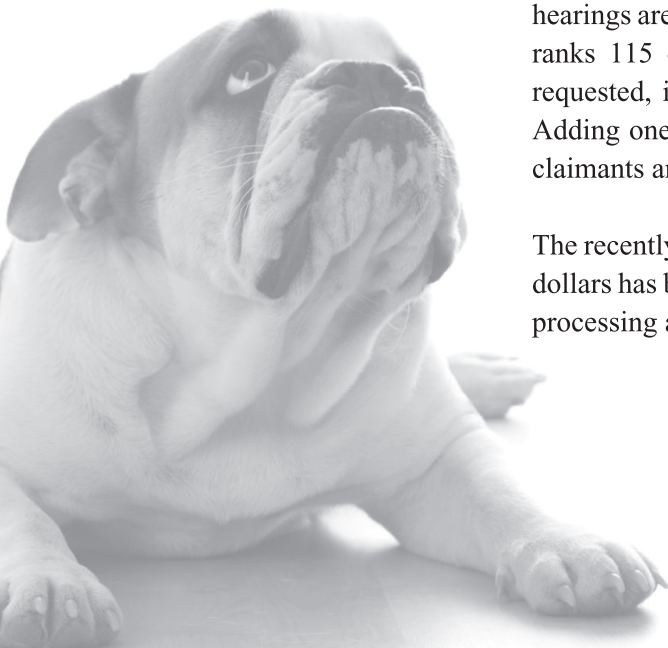 hearings are
ranks 115
requested, i
Adding one
claimants a
The recently
dollars has b
processing a